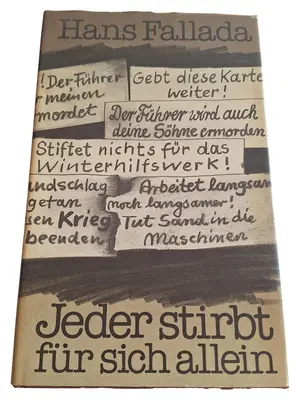 Hans Fallada
! Der Führer
meinen
mordet
Gebt diese Karte
weiter!
Der Führer wird auch
deine Söhne ermorden
Stiftet nichts für das
Winterhilfswerk!
ndschlag
getan
sen Krieg
beenden
Arbeitet langsam
noch langsamer!
Tut Sand in die
Maschinen
Jeder stirbt
für sich allein